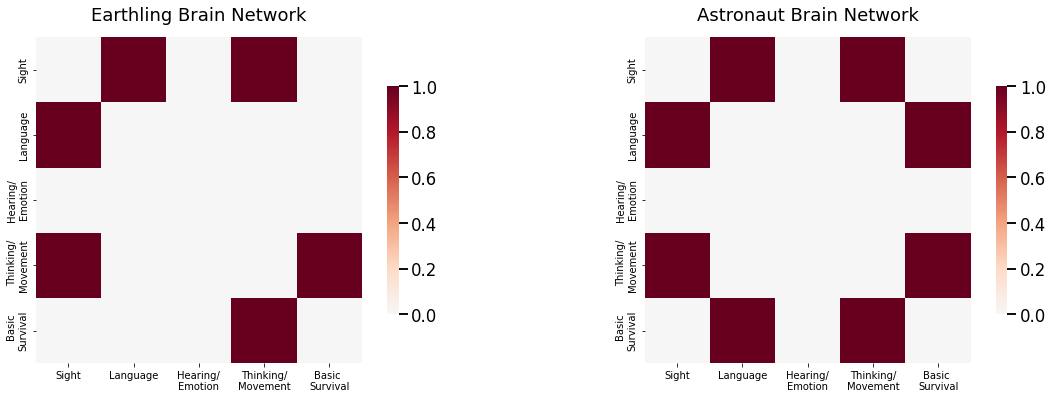 Earthling Brain Network
Astronaut Brain Network
Sight
Language
Hearing/
Emotion
Thinking/
Movement
Basic
Survival
Sight
Language
Hearing/
Emotion
Thinking/
Movement
Basic
Survival
1.0
0.8
0.6
0.4
0.2
0.0
Sight
Language
Hearing/
Emotion
Thinking/
Movement
Basic
Survival
Sight
Language
Hearing/
Emotion
Thinking/
Movement
Basic
Survival
1.0
0.8
0.6
0.4
0.2
0.0